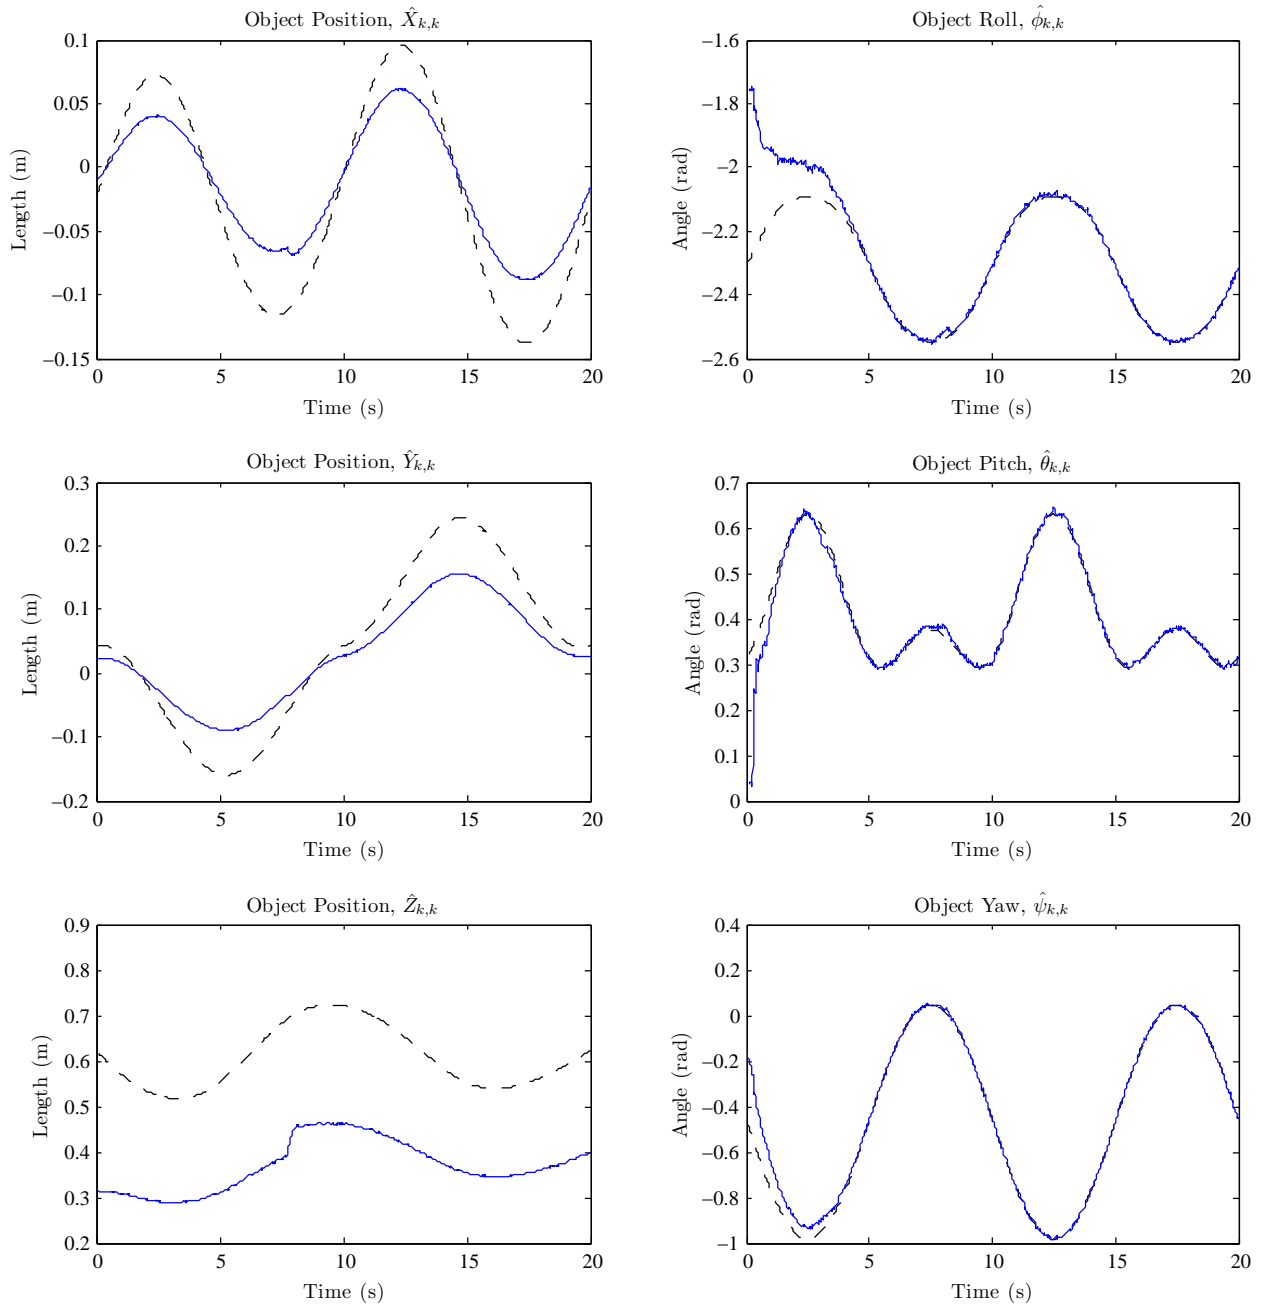 Object Position, X̂k,k
0.1
0.05
0
−0.05
−0.1
−0.15
Length (m)
0 5 10 15 20
Time (s)
Object Roll, ϕ̂k,k
−1.6
−1.8
−2
−2.2
−2.4
−2.6
Angle (rad)
0 5 10 15 20
Time (s)
Object Position, Ŷk,k
0.3
0.2
0.1
0
−0.1
−0.2
Length (m)
0 5 10 15 20
Time (s)
Object Pitch, θ̂k,k
0.7
0.6
0.5
0.4
0.3
0.2
0.1
0
Angle (rad)
0 5 10 15 20
Time (s)
Object Position, Ẑk,k
0.9
0.8
0.7
0.6
0.5
0.4
0.3
0.2
Length (m)
0 5 10 15 20
Time (s)
Object Yaw, ψ̂k,k
0.4
0.2
0
−0.2
−0.4
−0.6
−0.8
−1
Angle (rad)
0 5 10 15 20
Time (s)